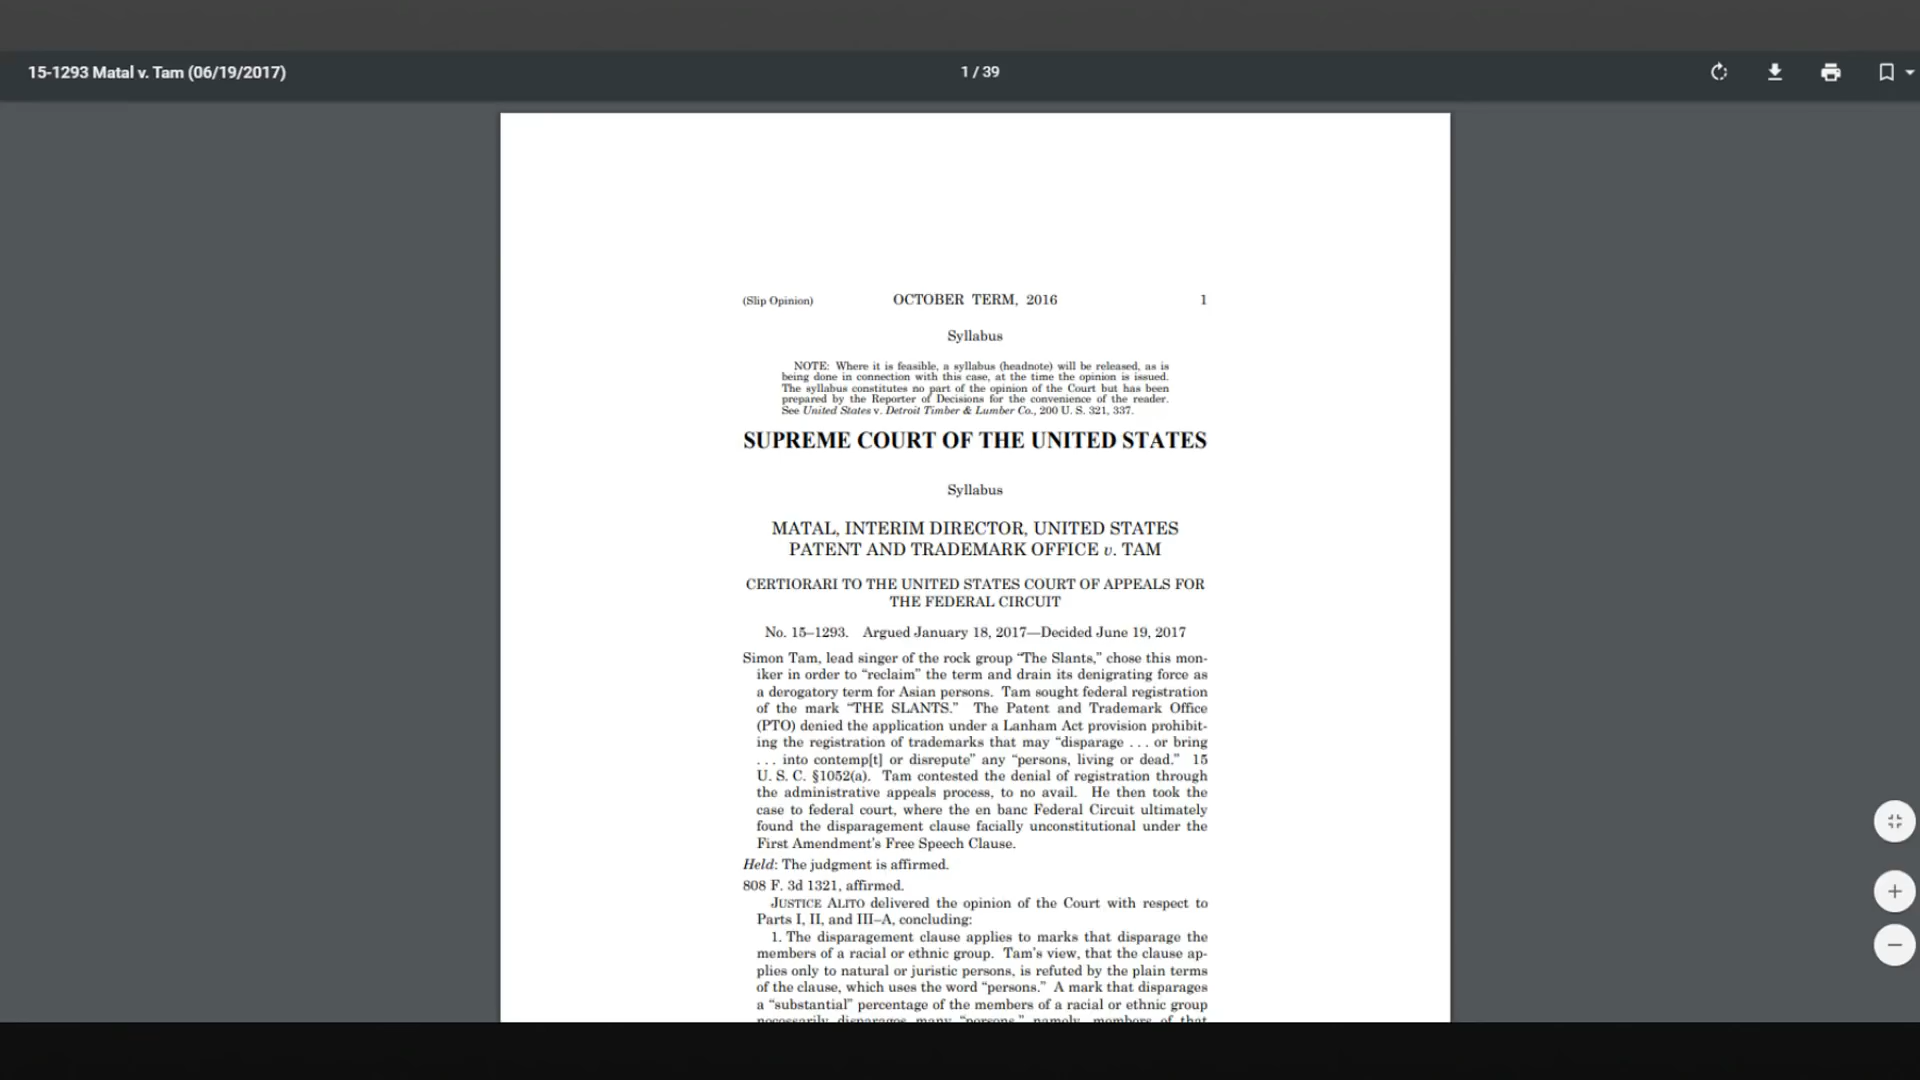 15-1293 Matal v. Tam (06/19/2017)
1 / 39
(Slip Opinion) OCTOBER TERM, 2016 1
Syllabus
NOTE: Where it is feasible, a syllabus (headnote) will be released, as is
being done in connection with this case, at the time the opinion is issued.
The syllabus constitutes no part of the opinion of the Court but has been
prepared by the Reporter of Decisions for the convenience of the reader.
See United States v. Detroit Timber & Lumber Co., 200 U. S. 321, 337.
SUPREME COURT OF THE UNITED STATES
Syllabus
MATAL, INTERIM DIRECTOR, UNITED STATES
PATENT AND TRADEMARK OFFICE v. TAM
CERTIORARI TO THE UNITED STATES COURT OF APPEALS FOR
THE FEDERAL CIRCUIT
No. 15–1293. Argued January 18, 2017—Decided June 19, 2017
Simon Tam, lead singer of the rock group “The Slants,” chose this mon-
iker in order to “reclaim” the term and drain its denigrating force as
a derogatory term for Asian persons. Tam sought federal registration
of the mark “THE SLANTS.” The Patent and Trademark Office
(PTO) denied the application under a Lanham Act provision prohibit-
ing the registration of trademarks that may “disparage . . . or bring
. . . into contemp[t] or disrepute” any “persons, living or dead.” 15
U. S. C. §1052(a). Tam contested the denial of registration through
the administrative appeals process, to no avail. He then took the
case to federal court, where the en banc Federal Circuit ultimately
found the disparagement clause facially unconstitutional under the
First Amendment’s Free Speech Clause.
Held: The judgment is affirmed.
808 F. 3d 1321, affirmed.
JUSTICE ALITO delivered the opinion of the Court with respect to
Parts I, II, and III–A, concluding:
1. The disparagement clause applies to marks that disparage the
members of a racial or ethnic group. Tam’s view, that the clause ap-
plies only to natural or juristic persons, is refuted by the plain terms
of the clause, which uses the word “persons.” A mark that disparages
a “substantial” percentage of the members of a racial or ethnic group
necessarily disparages many “persons,” namely, members of that